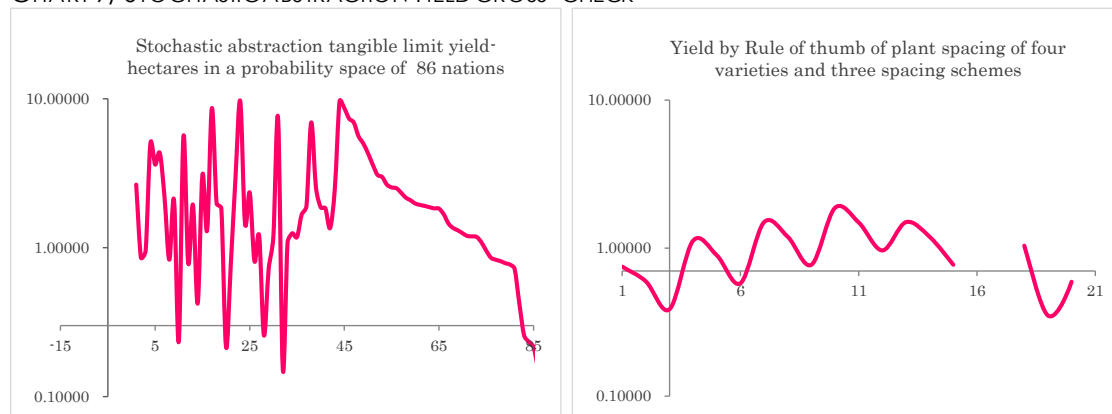 Stochastic abstraction tangible limit yield-
hectares in a probability space of 86 nations
10.00000
1.00000
0.10000
-15 5 25 45 65 85
Yield by Rule of thumb of plant spacing of four
varieties and three spacing schemes
10.00000
1.00000
0.10000
1 6 11 16 21